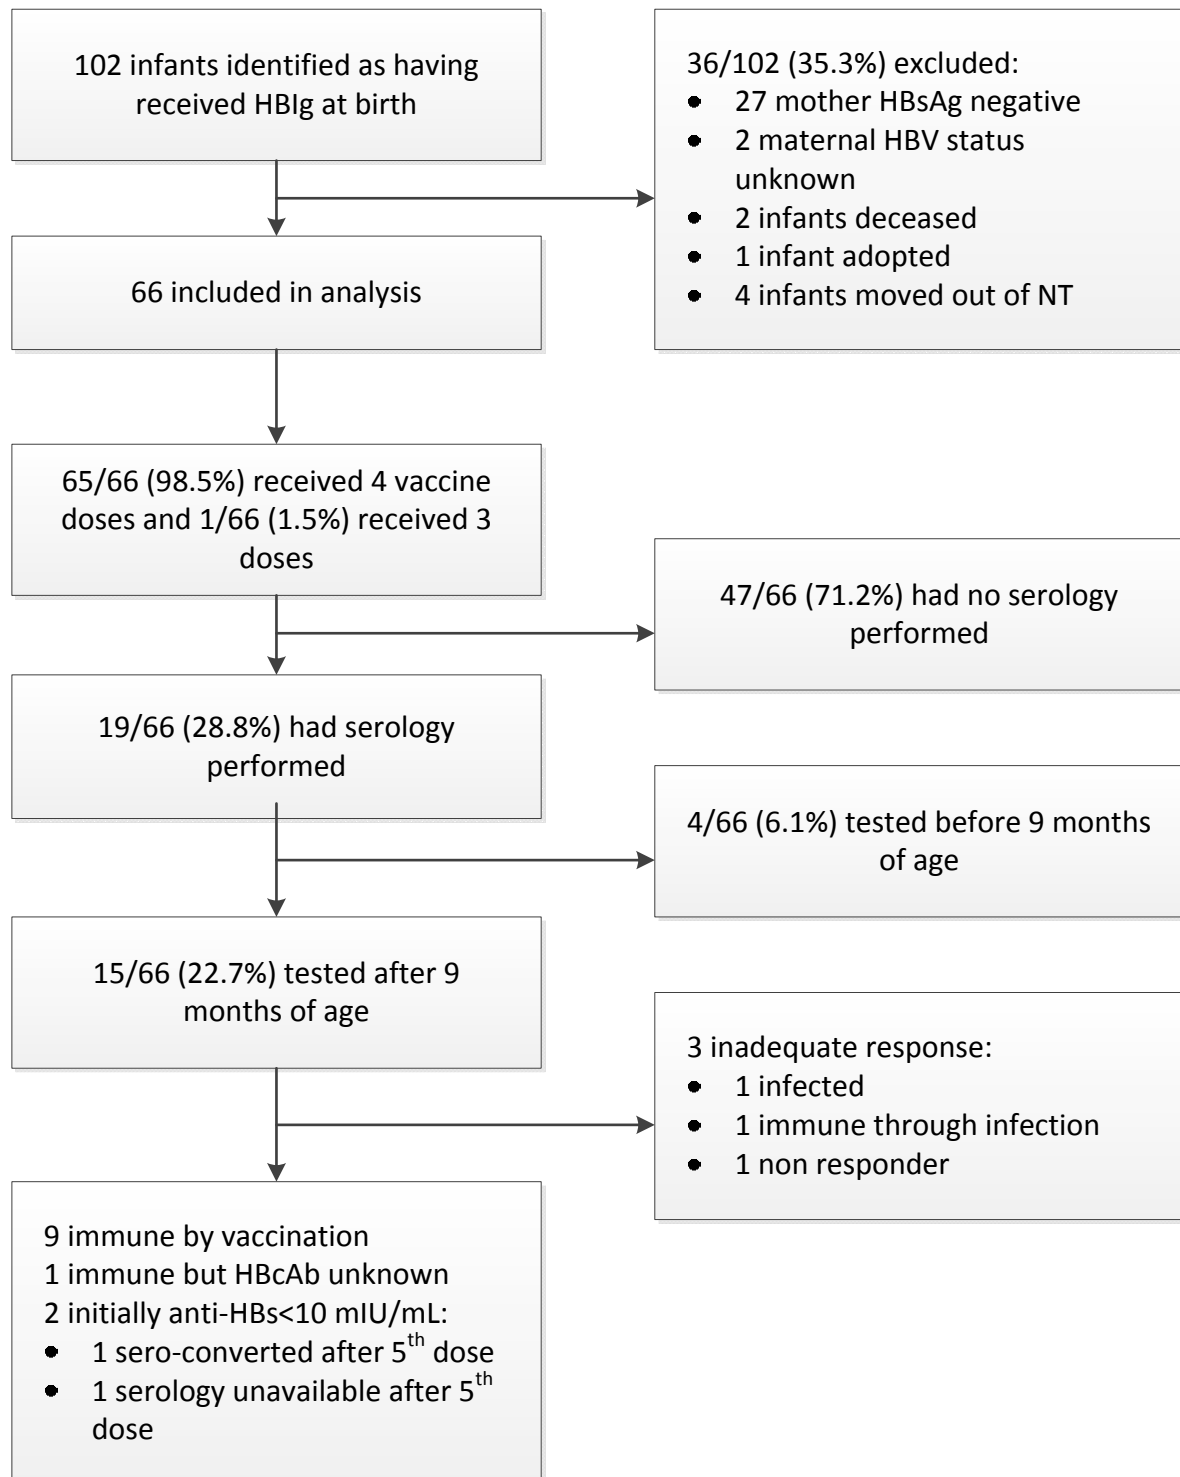 102 infants identified as having
received HBIg at birth
36/102 (35.3%) excluded:
• 27 mother HBsAg negative
• 2 maternal HBV status
unknown
• 2 infants deceased
• 1 infant adopted
• 4 infants moved out of NT
66 included in analysis
65/66 (98.5%) received 4 vaccine
doses and 1/66 (1.5%) received 3
doses
47/66 (71.2%) had no serology
performed
19/66 (28.8%) had serology
performed
4/66 (6.1%) tested before 9 months
of age
15/66 (22.7%) tested after 9
months of age
3 inadequate response:
• 1 infected
• 1 immune through infection
• 1 non responder
9 immune by vaccination
1 immune but HBcAb unknown
2 initially anti-HBs<10 mIU/mL:
• 1 sero-converted after 5th dose
• 1 serology unavailable after 5th
dose